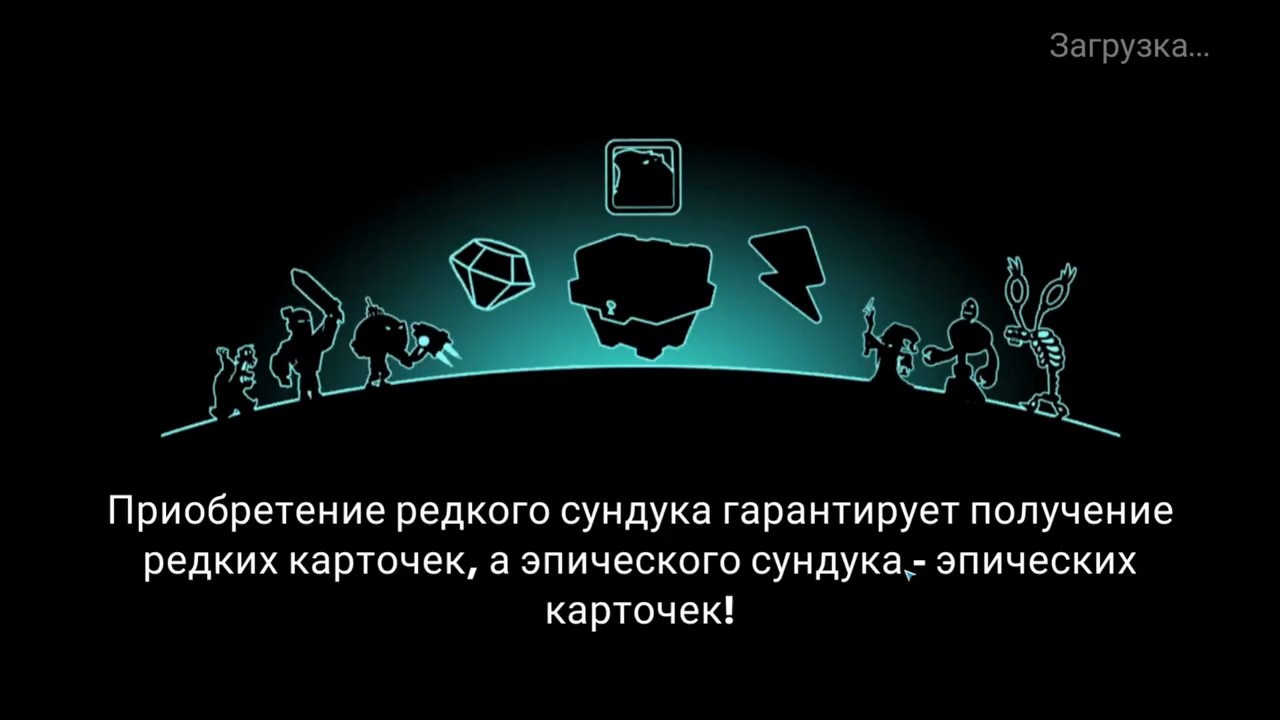 Загрузка...
Приобретение редкого сундука гарантирует получение
редких карточек, а эпического сундука - эпических
карточек!